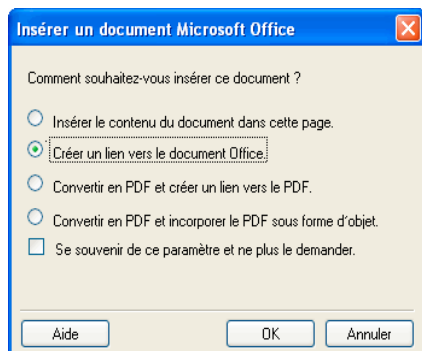 Insérer un document Microsoft Office
Comment souhaitez-vous insérer ce document ?
Insérer le contenu du document dans cette page.
Créer un lien vers le document Office.
Convertir en PDF et créer un lien vers le PDF.
Convertir en PDF et incorporer le PDF sous forme d'objet.
Se souvenir de ce paramètre et ne plus le demander.
Aide OK Annuler